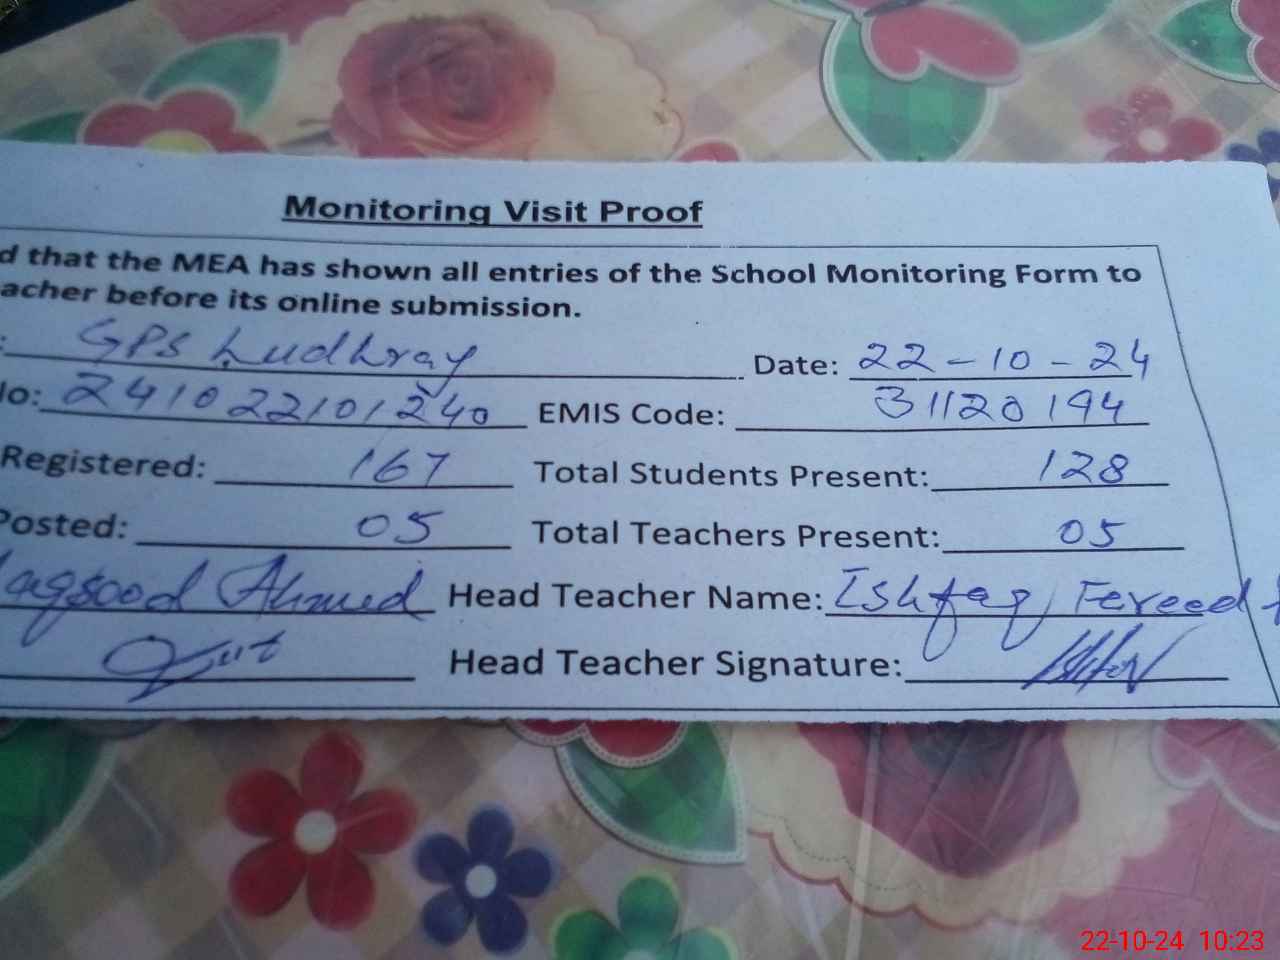 Monitoring Visit Proof
d that the MEA has shown all entries of the School Monitoring Form to
acher before its online submission.
: GPS Ludhray Date: 22-10-24
No: 241022101240 EMIS Code: 31120194
Registered: 167 Total Students Present: 128
Posted: 05 Total Teachers Present: 05
Maqsood Ahmed Head Teacher Name: Ishfaq Fereed
Head Teacher Signature:
22-10-24 10:23